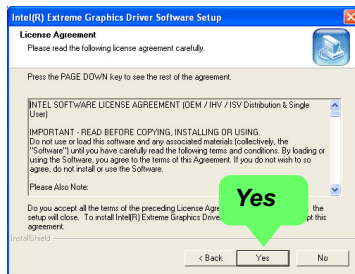 Intel(R) Extreme Graphics Driver Software Setup
License Agreement
Please read the following license agreement carefully.
Press the PAGE DOWN key to see the rest of the agreement.
INTEL SOFTWARE LICENSE AGREEMENT (OEM / IHV / ISV Distribution & Single
User)
IMPORTANT - READ BEFORE COPYING, INSTALLING OR USING.
Do not use or load this software and any associated materials (collectively, the
"Software") until you have carefully read the following terms and conditions. By loading or
using the Software, you agree to the terms of this Agreement. If you do not wish to so
agree, do not install or use the Software.
Please Also Note:
Do you accept all the terms of the preceding License Agre the
setup will close. To install Intel(R) Extreme Graphics Drive pt this
agreement.
Yes
InstallShield
< Back
Yes
No